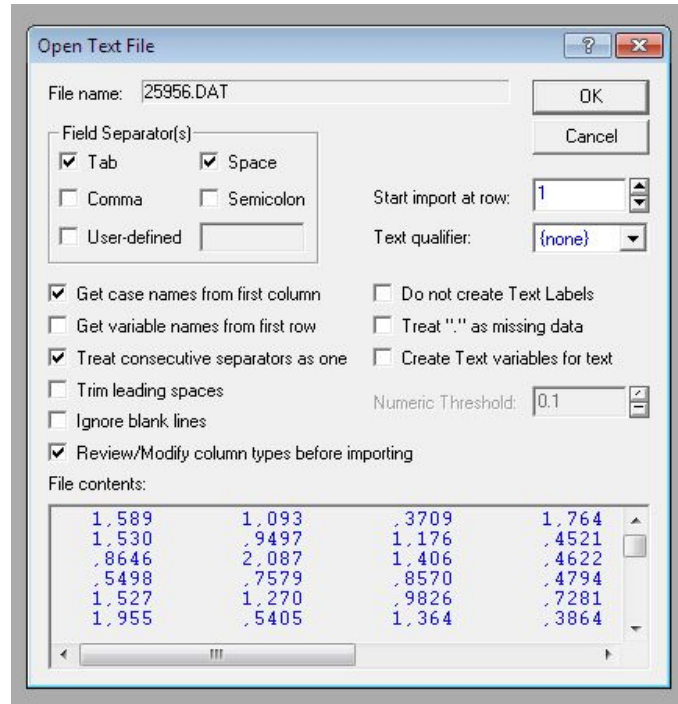 Open Text File
File name: 25956.DAT
OK
Cancel
Field Separator(s)
Tab Space
Comma Semicolon
User-defined
Start import at row: 1
Text qualifier: {none}
Get case names from first column
Get variable names from first row
Treat consecutive separators as one
Trim leading spaces
Ignore blank lines
Review/Modify column types before importing
Do not create Text Labels
Treat "." as missing data
Create Text variables for text
Numeric Threshold: 0.1
File contents:
1,589 1,093 ,3709 1,764
1,530 ,9497 1,176 ,4521
,8646 2,087 1,406 ,4622
,5498 ,7579 ,8570 ,4794
1,527 1,270 ,9826 ,7281
1,955 ,5405 1,364 ,3864